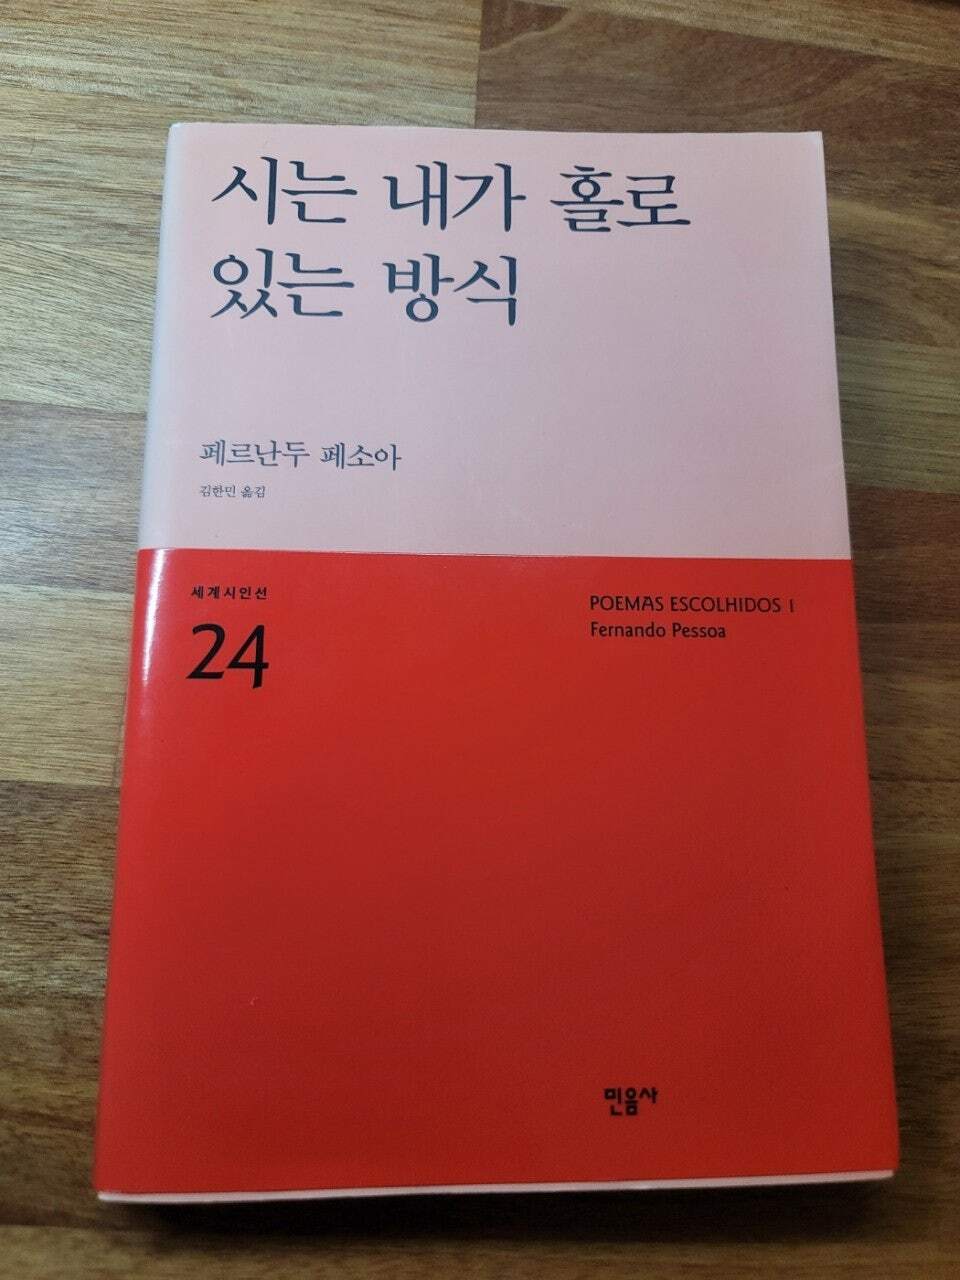 시는 내가 홀로
있는 방식
페르난두 페소아
김한민 옮김
세계시인선
24
POEMAS ESCOLHIDOS I
Fernando Pessoa
민음사